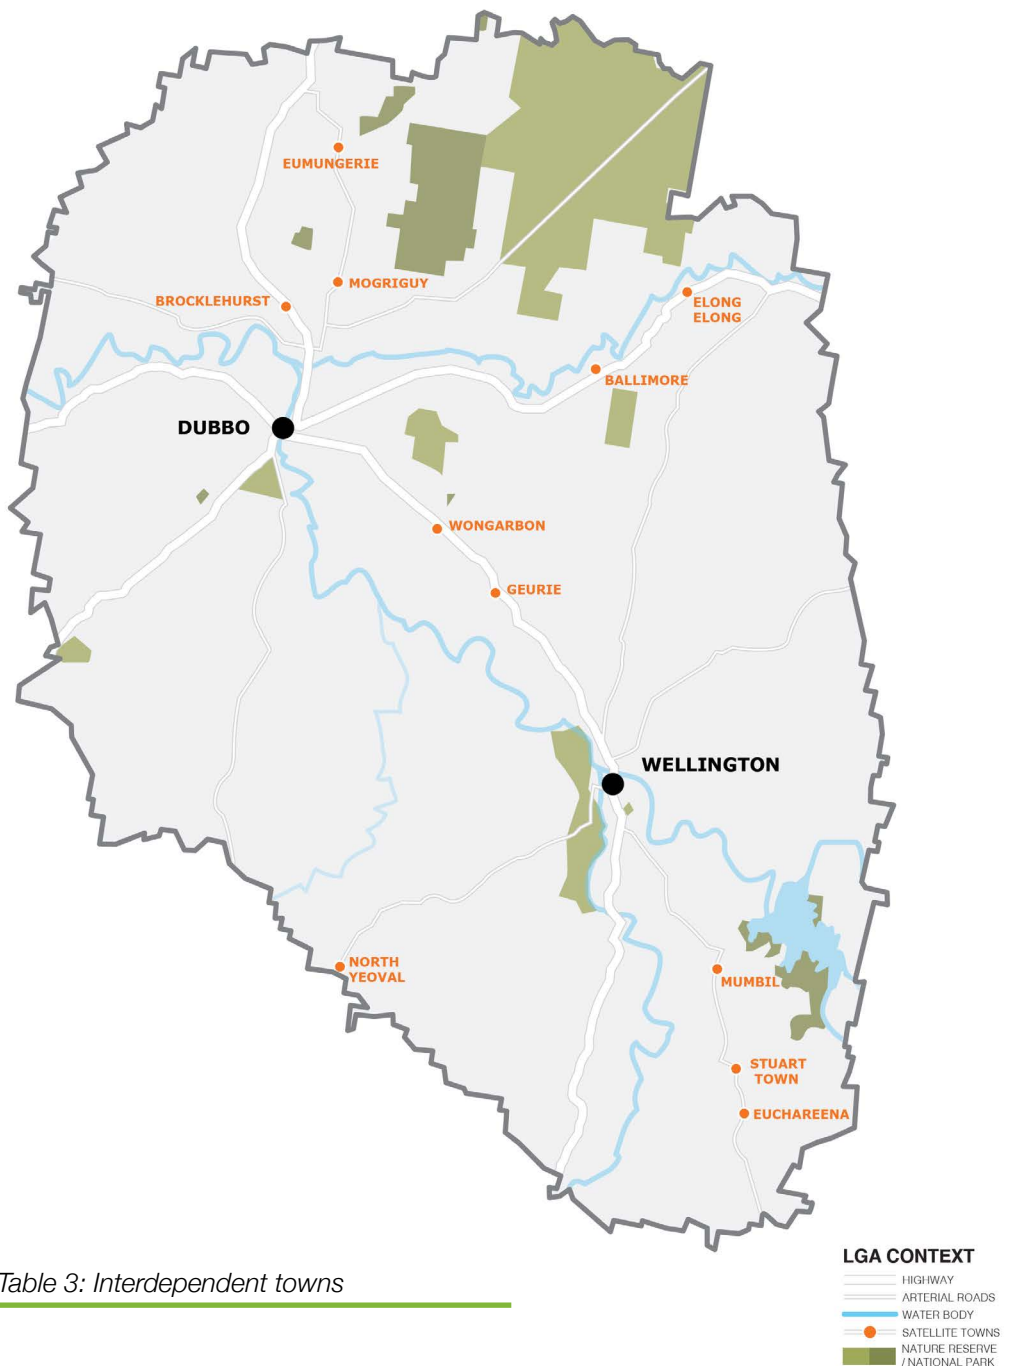 EUMUNGERIE
MOGRIGUY
BROCKLEHURST
ELONG
ELONG
BALLIMORE
DUBBO
WONGARBON
GEURIE
WELLINGTON
NORTH
YEOVAL
MUMBIL
STUART
TOWN
EUCHAREENA
Table 3: Interdependent towns
LGA CONTEXT
HIGHWAY
ARTERIAL ROADS
WATER BODY
SATELLITE TOWNS
NATURE RESERVE
/ NATIONAL PARK